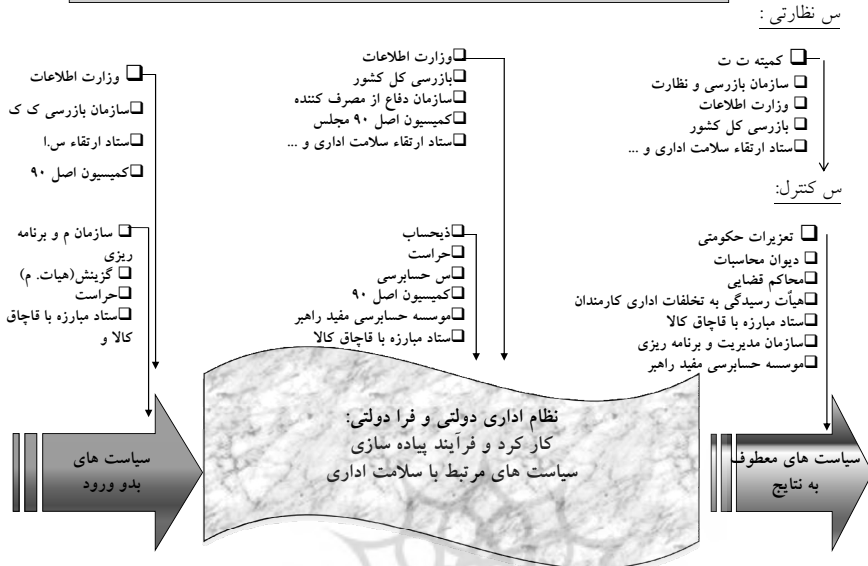 س نظارتی :
کمیته ت ت
سازمان بازرسی و نظارت
وزارت اطلاعات
بازرسی کل کشور
ستاد ارتقاء سلامت اداری و ...
وزارت اطلاعات
بازرسی کل کشور
سازمان دفاع از مصرف کننده
کمیسیون اصل ۹۰ مجلس
ستاد ارتقاء سلامت اداری و ...
وزارت اطلاعات
سازمان بازرسی ک ک
ستاد ارتقاء س.ا
کمیسیون اصل ۹۰
س کنترل:
تعزیرات حکومتی
دیوان محاسبات
محاکم قضایی
هیأت رسیدگی به تخلفات اداری کارمندان
ستاد مبارزه با قاچاق کالا
سازمان مدیریت و برنامه ریزی
موسسه حسابرسی مفید راهبر
ذیحساب
حراست
س حسابرسی
کمیسیون اصل ۹۰
موسسه حسابرسی مفید راهبر
ستاد مبارزه با قاچاق کالا
سازمان م و برنامه
ریزی
گزینش(هیات. م)
حراست
ستاد مبارزه با قاچاق
کالا و
سیاست های معطوف
به نتایج
نظام اداری دولتی و فرا دولتی:
کار کرد و فرآیند پیاده سازی
سیاست های مرتبط با سلامت اداری
سیاست های
بدو ورود